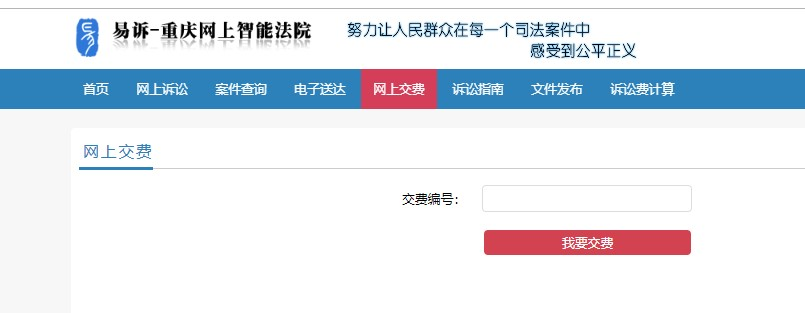 易诉-重庆网上智能法院
努力让人民群众在每一个司法案件中
感受到公平正义
首页 网上诉讼 案件查询 电子送达 网上交费 诉讼指南 文件发布 诉讼费计算
网上交费
交费编号：
我要交费